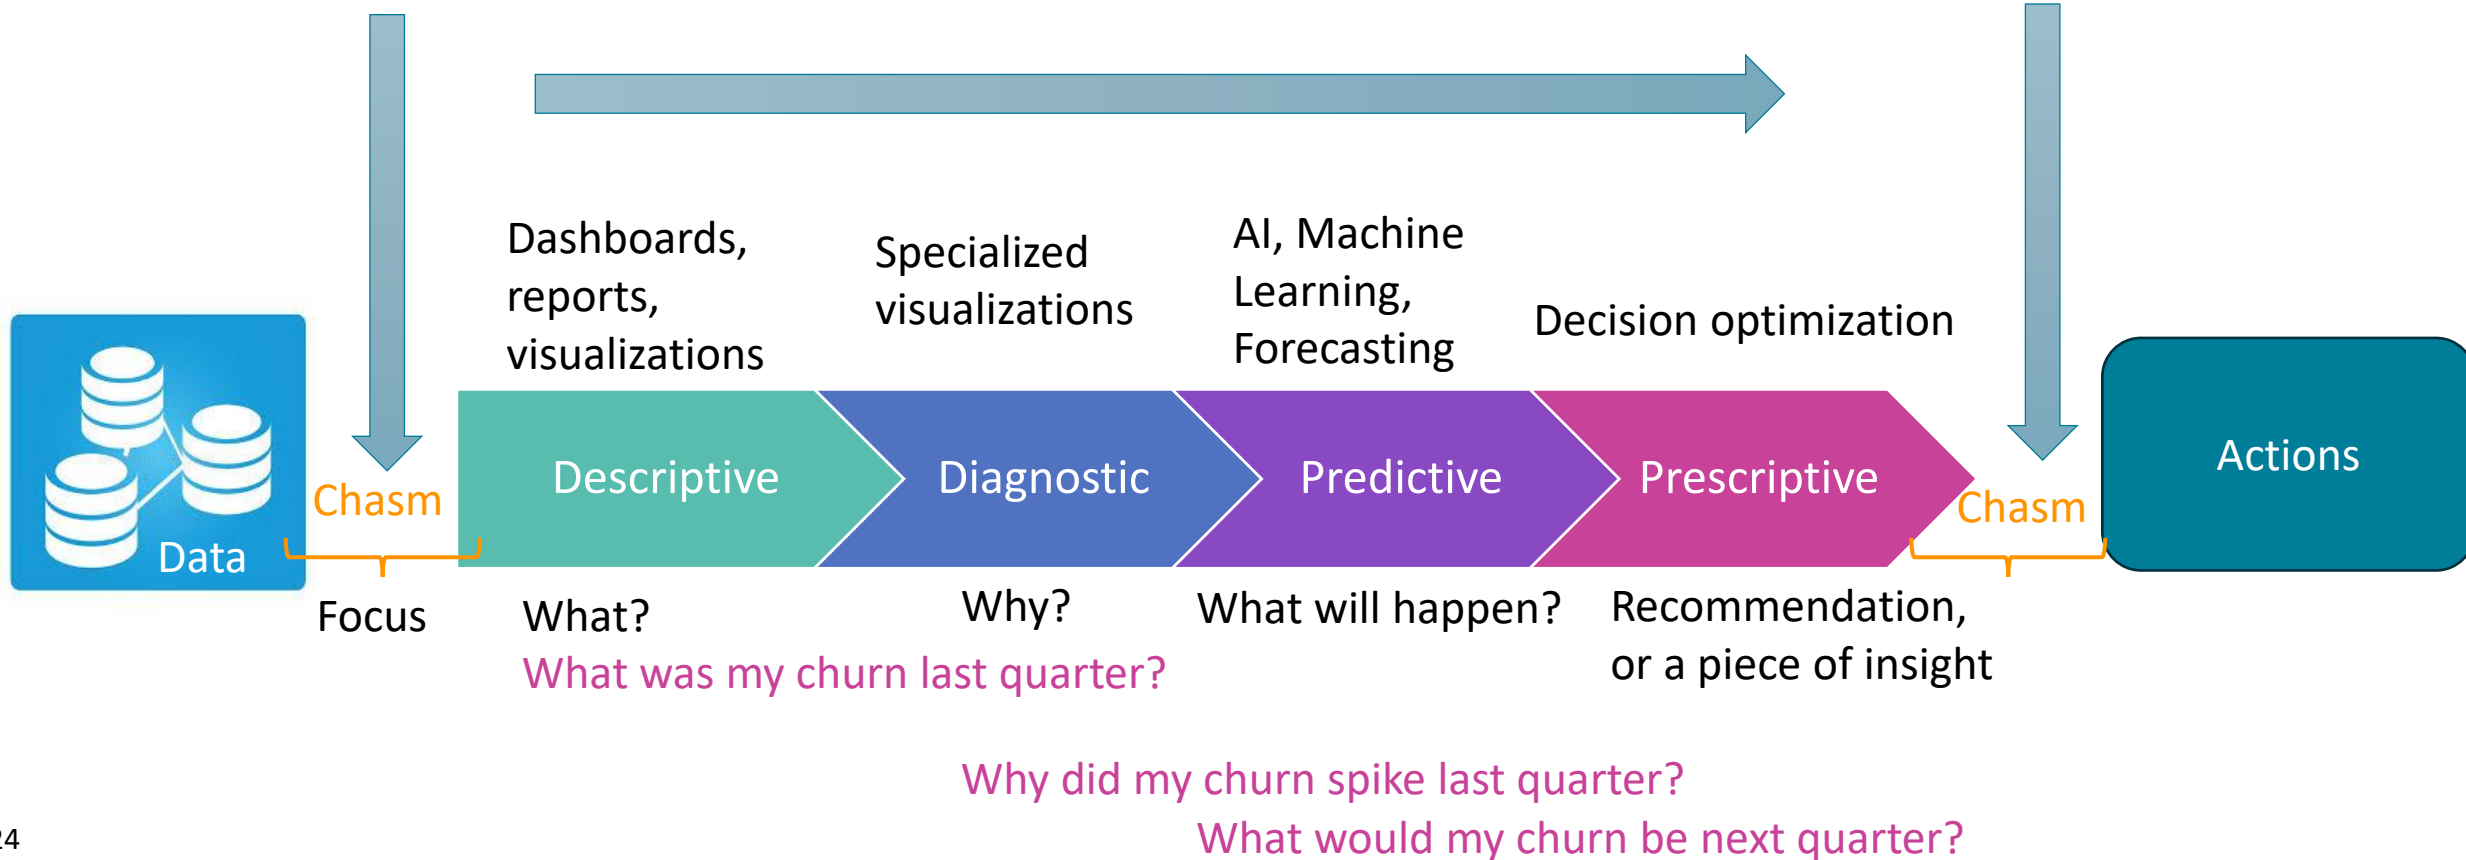 Dashboards,
reports,
visualizations
Specialized
visualizations
AI, Machine
Learning,
Forecasting
Decision optimization
Data
Chasm
Descriptive
Diagnostic
Predictive
Prescriptive
Chasm
Actions
Focus
What?
What was my churn last quarter?
Why?
What will happen?
Recommendation,
or a piece of insight
Why did my churn spike last quarter?
What would my churn be next quarter?
24